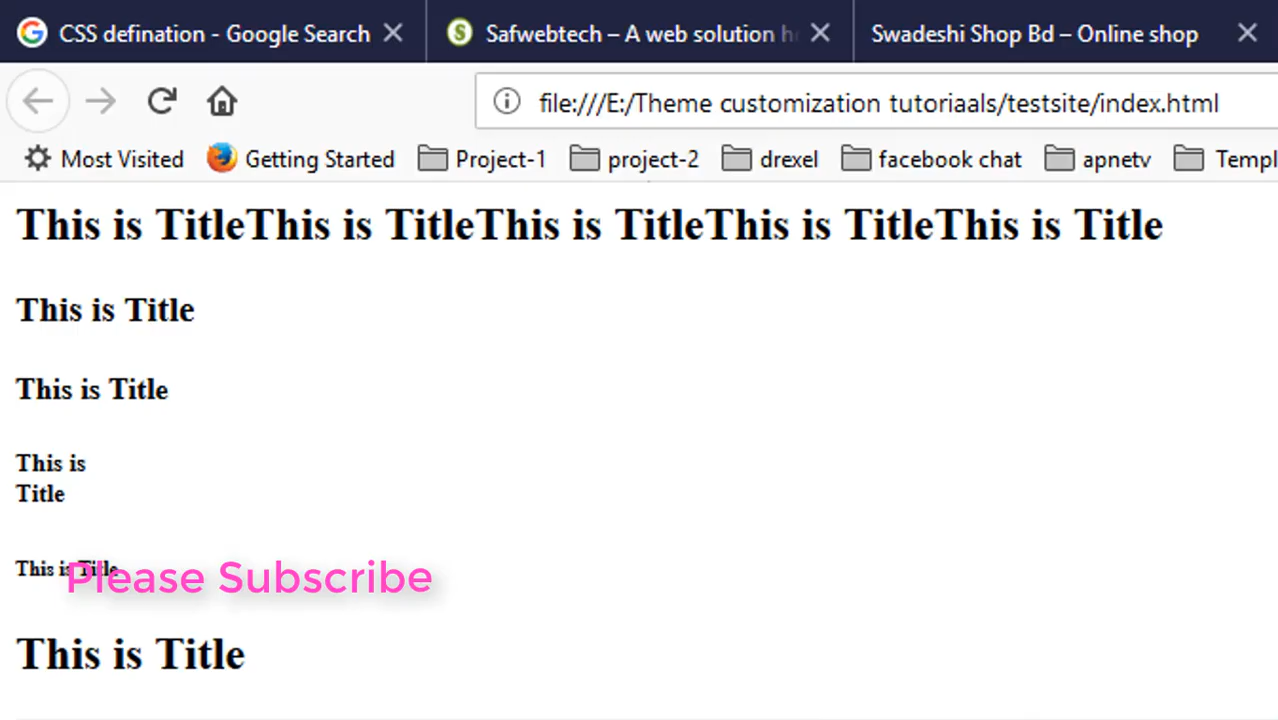 CSS defination - Google Search
Safwebtech – A web solution
Swadeshi Shop Bd – Online shop
file:///E:/Theme customization tutoriaals/testsite/index.html
Most Visited
Getting Started
Project-1
project-2
drexel
facebook chat
apnetv
Templ
This is TitleThis is TitleThis is TitleThis is TitleThis is Title
This is Title
This is Title
This is
Title
This is Title
Please Subscribe
This is Title